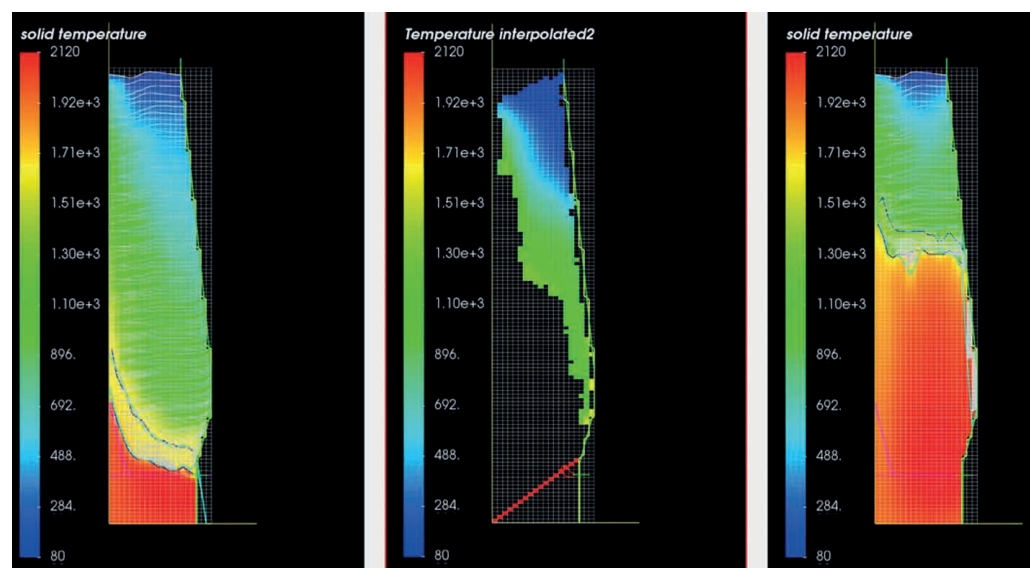 solid temperature
2120
1.92e+3
1.71e+3
1.51e+3
1.30e+3
1.10e+3
896.
692.
488.
284.
80
Temperature interpolated2
2120
1.92e+3
1.71e+3
1.51e+3
1.30e+3
1.10e+3
896.
692.
488.
284.
80
solid temperature
2120
1.92e+3
1.71e+3
1.51e+3
1.30e+3
1.10e+3
896.
692.
488.
284.
80